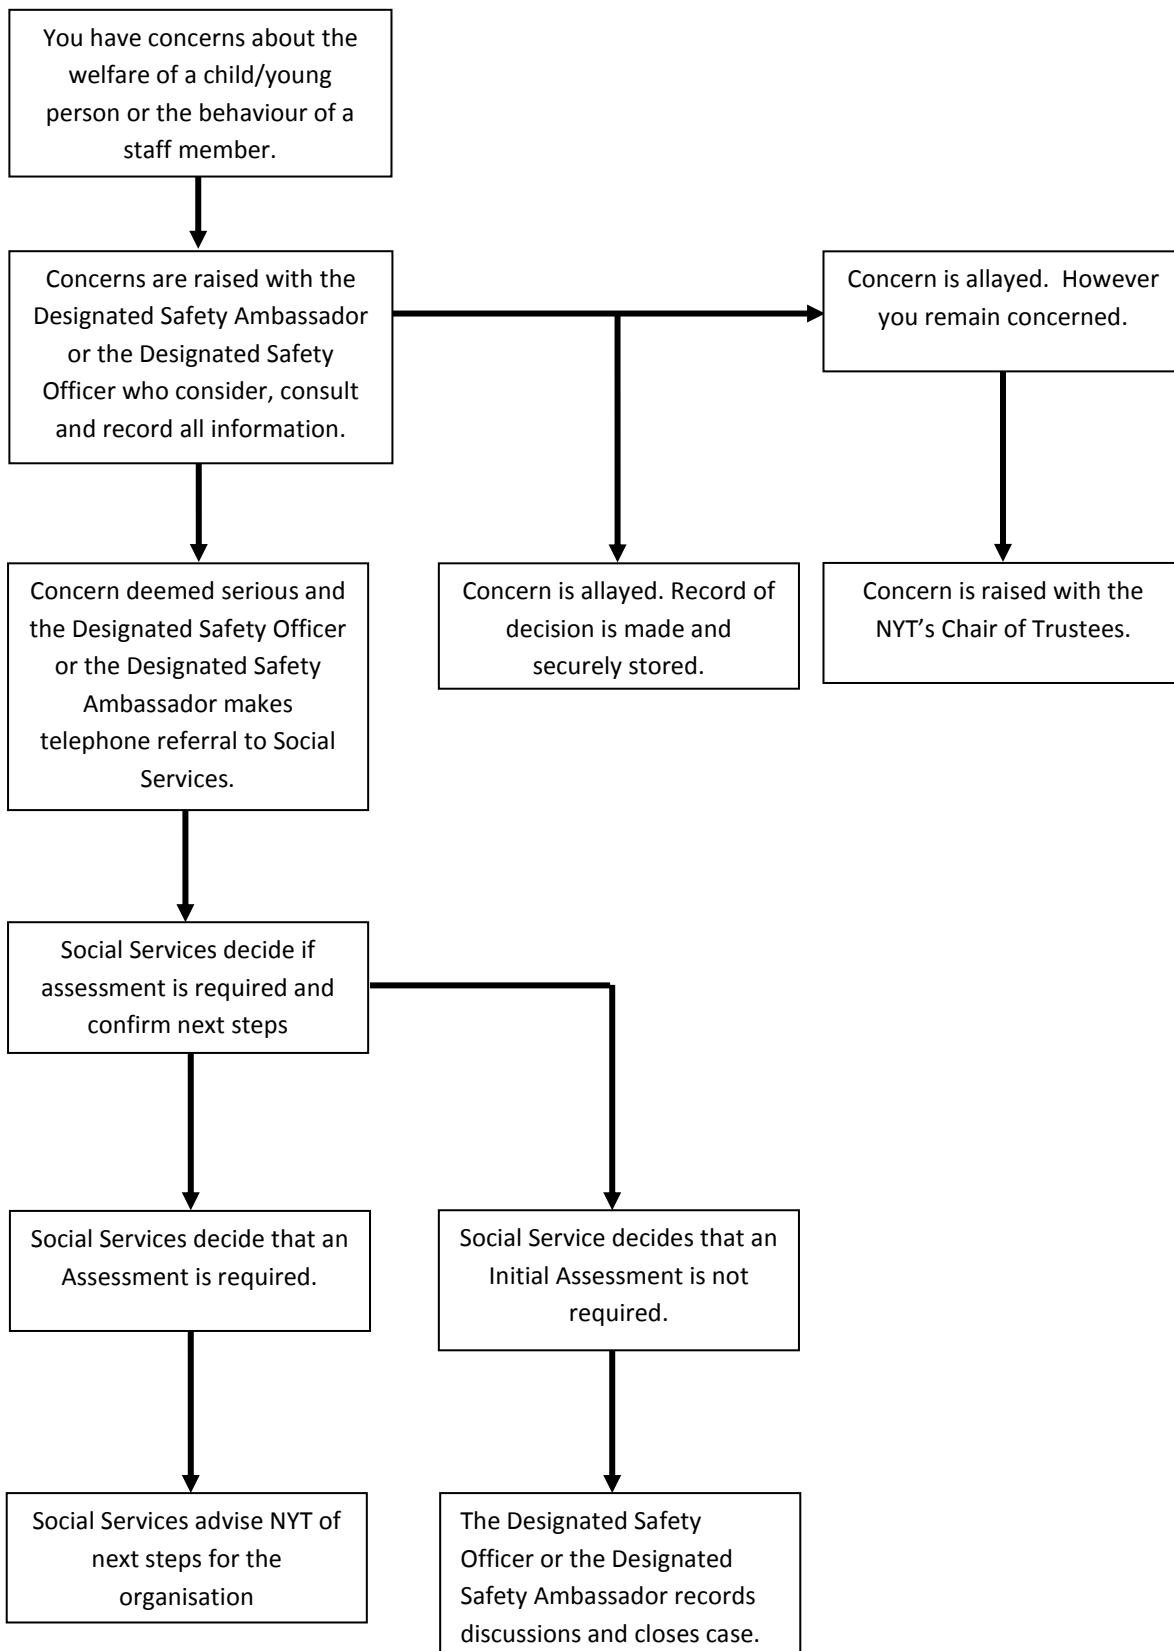 You have concerns about the
welfare of a child/young
person or the behaviour of a
staff member.
Concerns are raised with the
Designated Safety Ambassador
or the Designated Safety
Officer who consider, consult
and record all information.
Concern is allayed.  However
you remain concerned.
Concern deemed serious and
the Designated Safety Officer
or the Designated Safety
Ambassador makes
telephone referral to Social
Services.
Concern is allayed. Record of
decision is made and
securely stored.
Concern is raised with the
NYT’s Chair of Trustees.
Social Services decide if
assessment is required and
confirm next steps
Social Services decide that an
Assessment is required.
Social Service decides that an
Initial Assessment is not
required.
Social Services advise NYT of
next steps for the
organisation
The Designated Safety
Officer or the Designated
Safety Ambassador records
discussions and closes case.